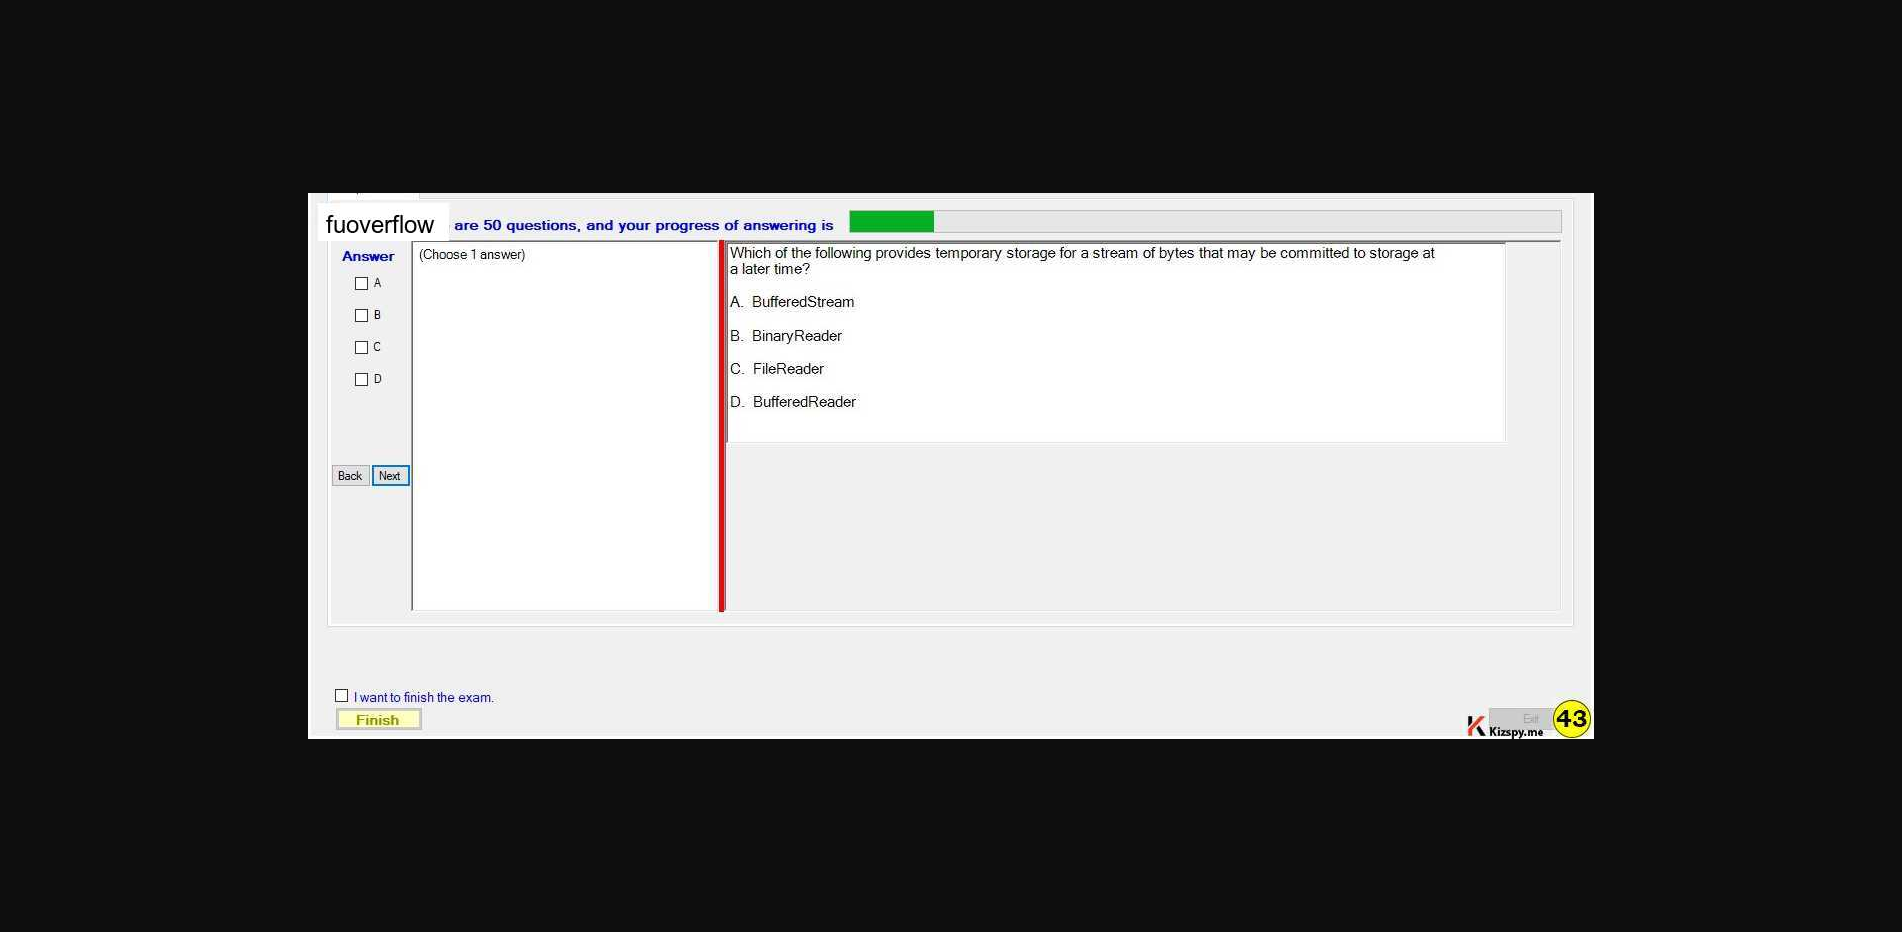 fuoverflow are 50 questions, and your progress of answering is
Answer
A
B
C
D
Back Next
(Choose 1 answer)
Which of the following provides temporary storage for a stream of bytes that may be committed to storage at
a later time?
A. BufferedStream
B. BinaryReader
C. FileReader
D. BufferedReader
I want to finish the exam.
Finish
Exit
Kizspy.me
43